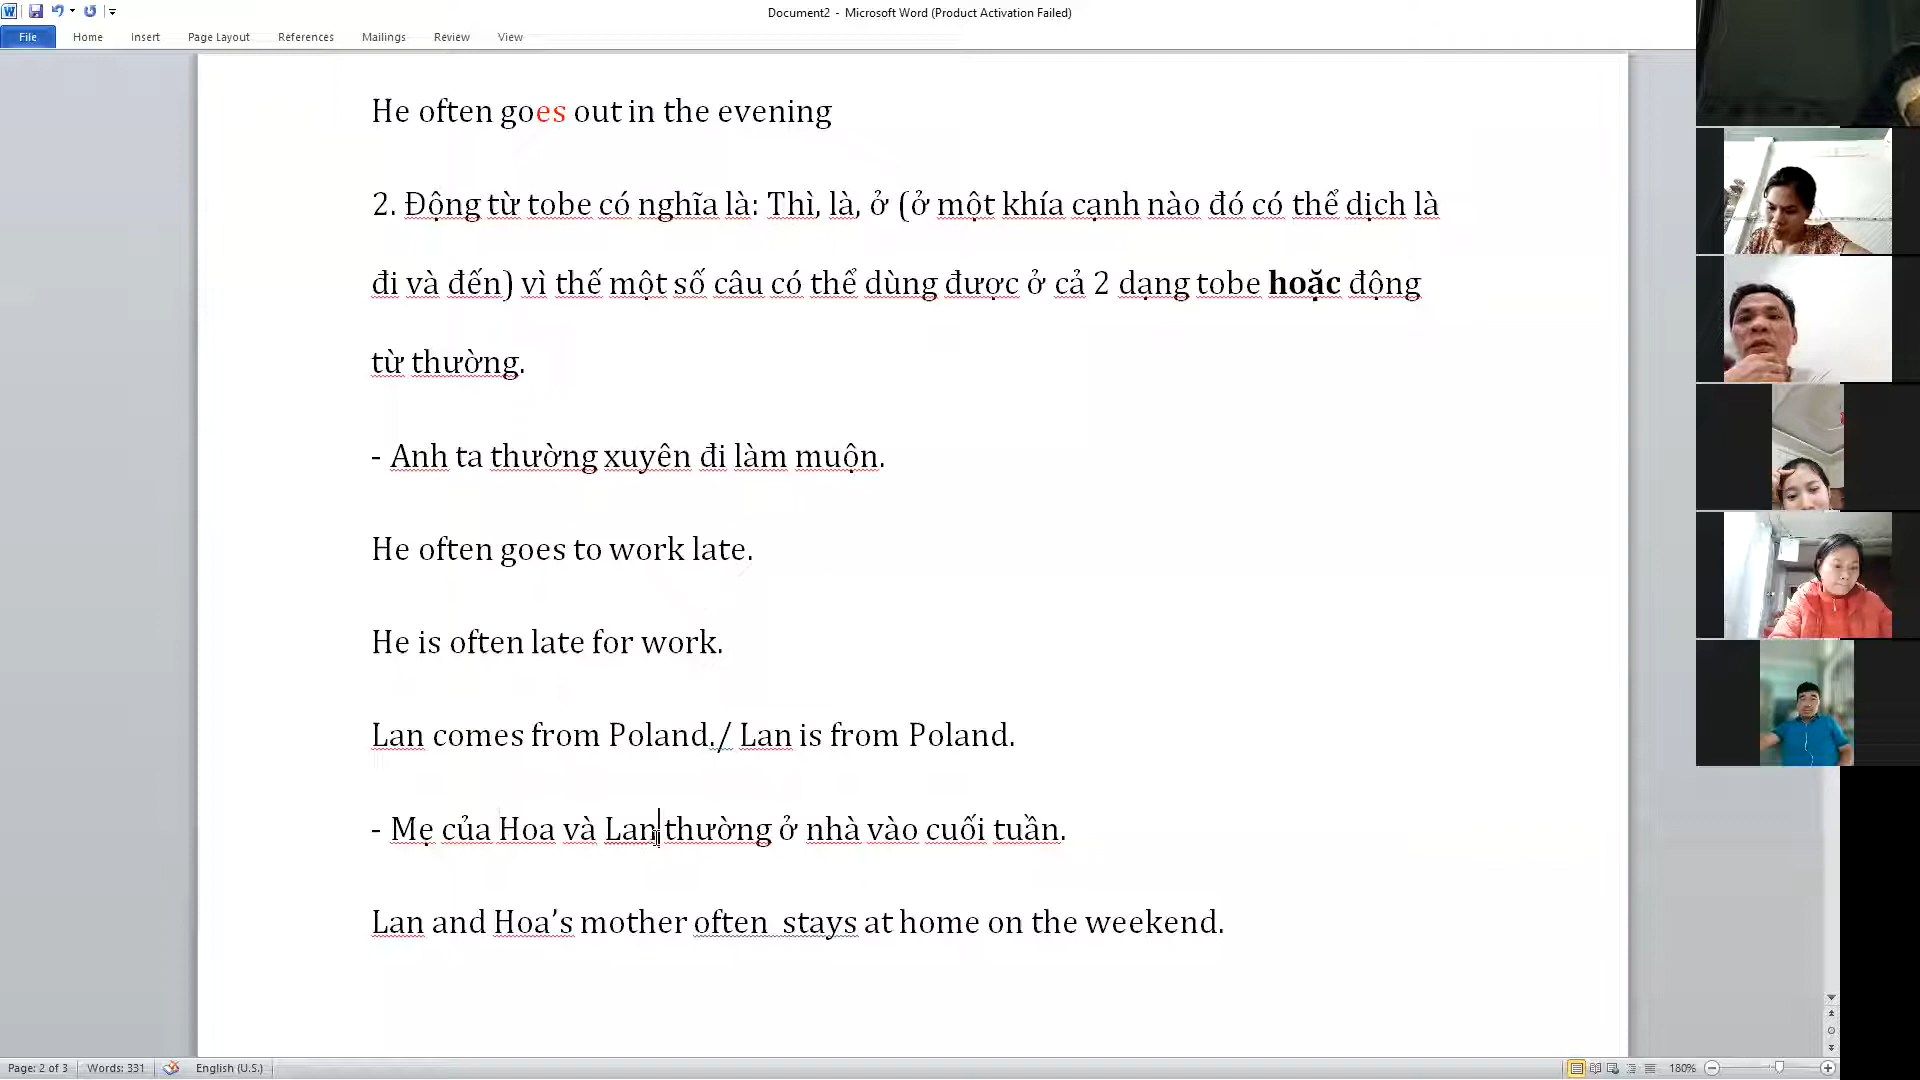 Document2 - Microsoft Word (Product Activation Failed)
File Home Insert Page Layout References Mailings Review View
He often goes out in the evening
2. Động từ tobe có nghĩa là: Thì, là, ở (ở một khía cạnh nào đó có thể dịch là
đi và đến) vì thế một số câu có thể dùng được ở cả 2 dạng tobe hoặc động
từ thường.
- Anh ta thường xuyên đi làm muộn.
He often goes to work late.
He is often late for work.
Lan comes from Poland./ Lan is from Poland.
- Mẹ của Hoa và Lan thường ở nhà vào cuối tuần.
Lan and Hoa’s mother often  stays at home on the weekend.
Page: 2 of 3 Words: 331 English (U.S.) 180%